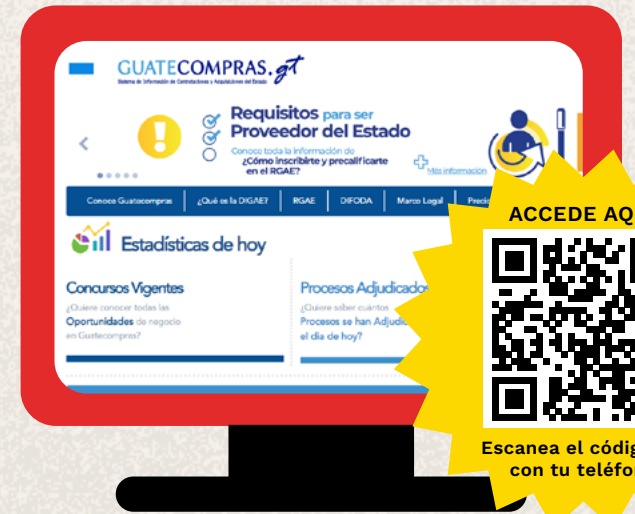 GUATECOMPRAS.gt
Sistema de Información de Contrataciones y Adquisiciones del Estado
Requisitos para ser
Proveedor del Estado
Conoce toda la información de
¿Cómo inscribirte y precalificarte
en el RGAE?
Más información
Conoce Guatecompras
¿Qué es la DIGAE?
RGAE
DIFODA
Marco Legal
Precio
Estadísticas de hoy
Concursos Vigentes
¿Quiere conocer todas las
Oportunidades de negocio
en Guatecompras?
Procesos Adjudicados
¿Quiere saber cuántos
Procesos se han Adjudic
el día de hoy?
ACCEDE AQ
Escanea el códig
con tu teléfo